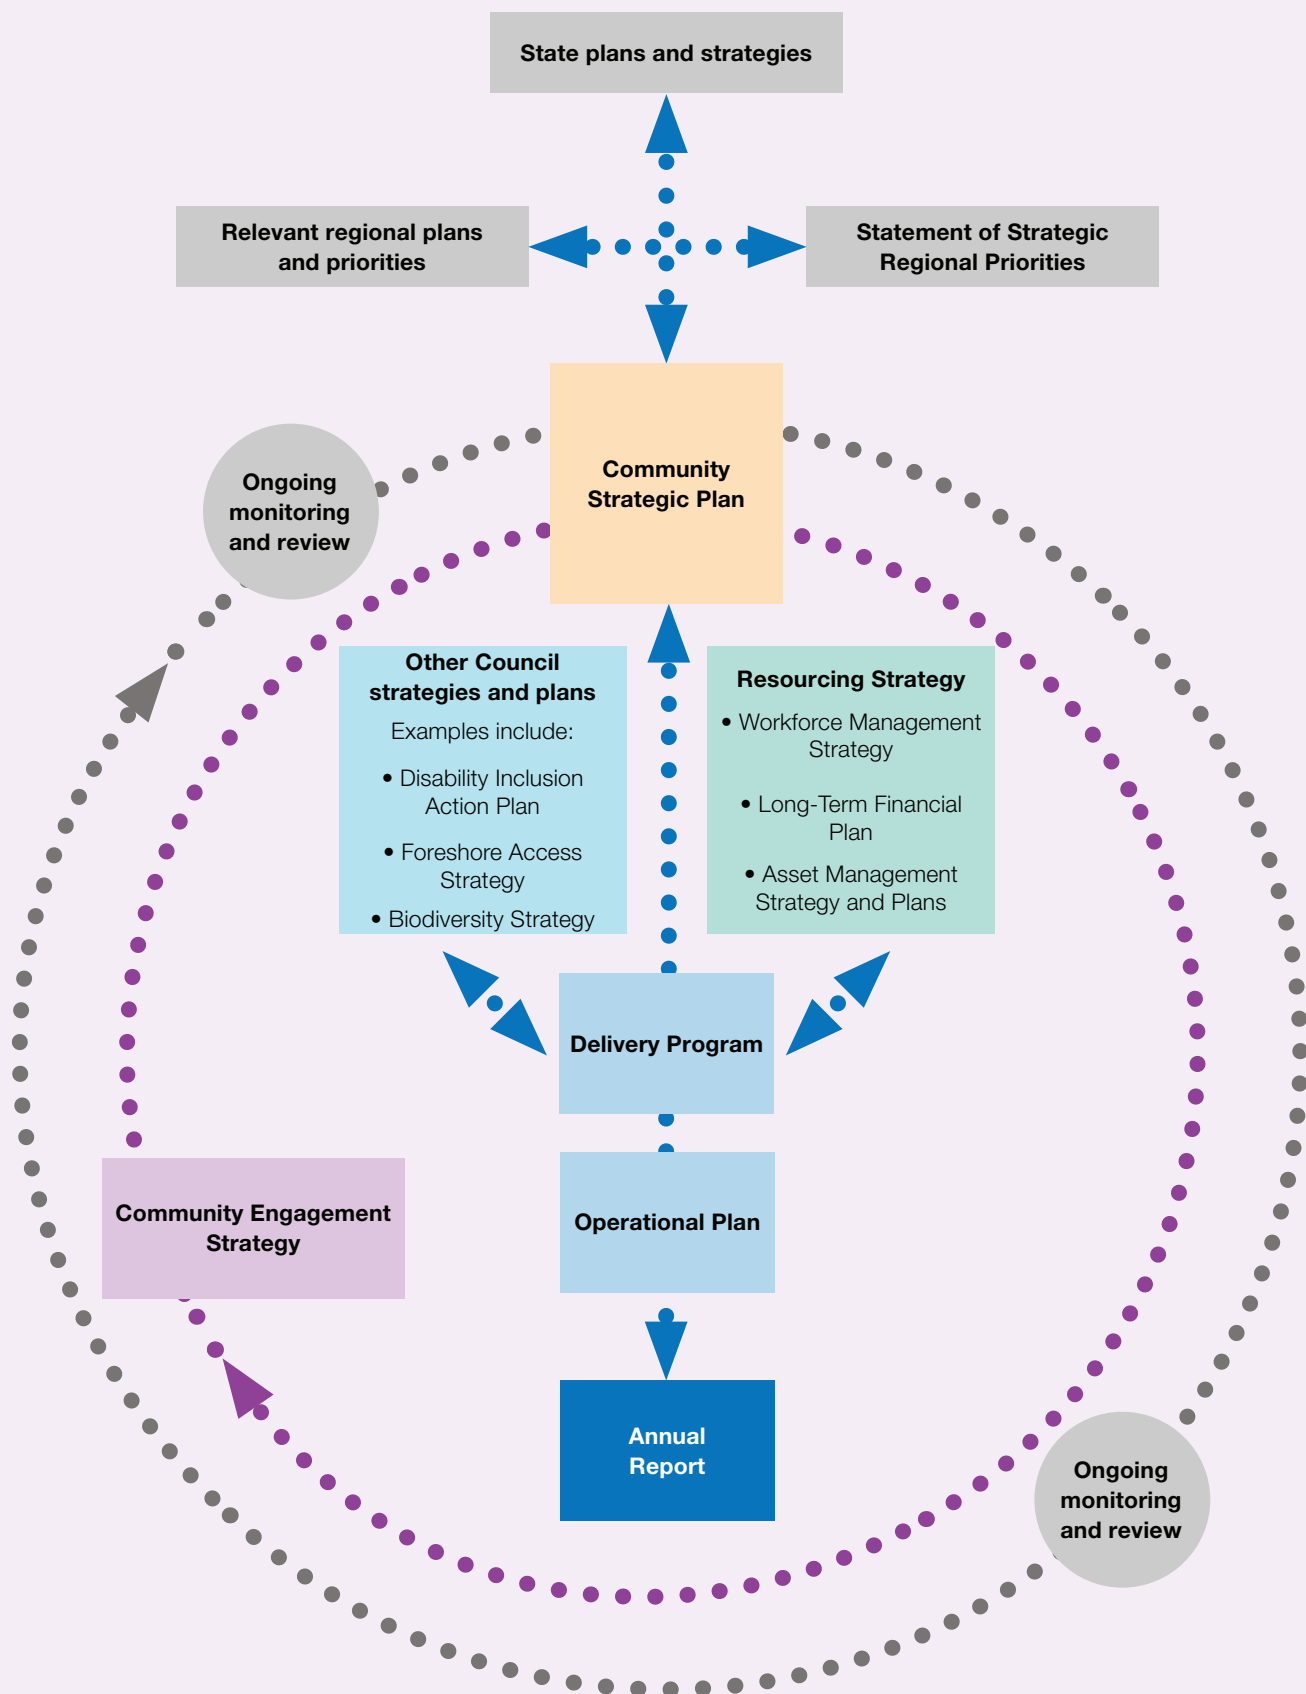 State plans and strategies
Relevant regional plans
and priorities
Statement of Strategic
Regional Priorities
Community
Strategic Plan
Ongoing
monitoring
and review
Other Council
strategies and plans
Examples include:
• Disability Inclusion
Action Plan
• Foreshore Access
Strategy
• Biodiversity Strategy
Resourcing Strategy
• Workforce Management
Strategy
• Long-Term Financial
Plan
• Asset Management
Strategy and Plans
Delivery Program
Community Engagement
Strategy
Operational Plan
Annual
Report
Ongoing
monitoring
and review